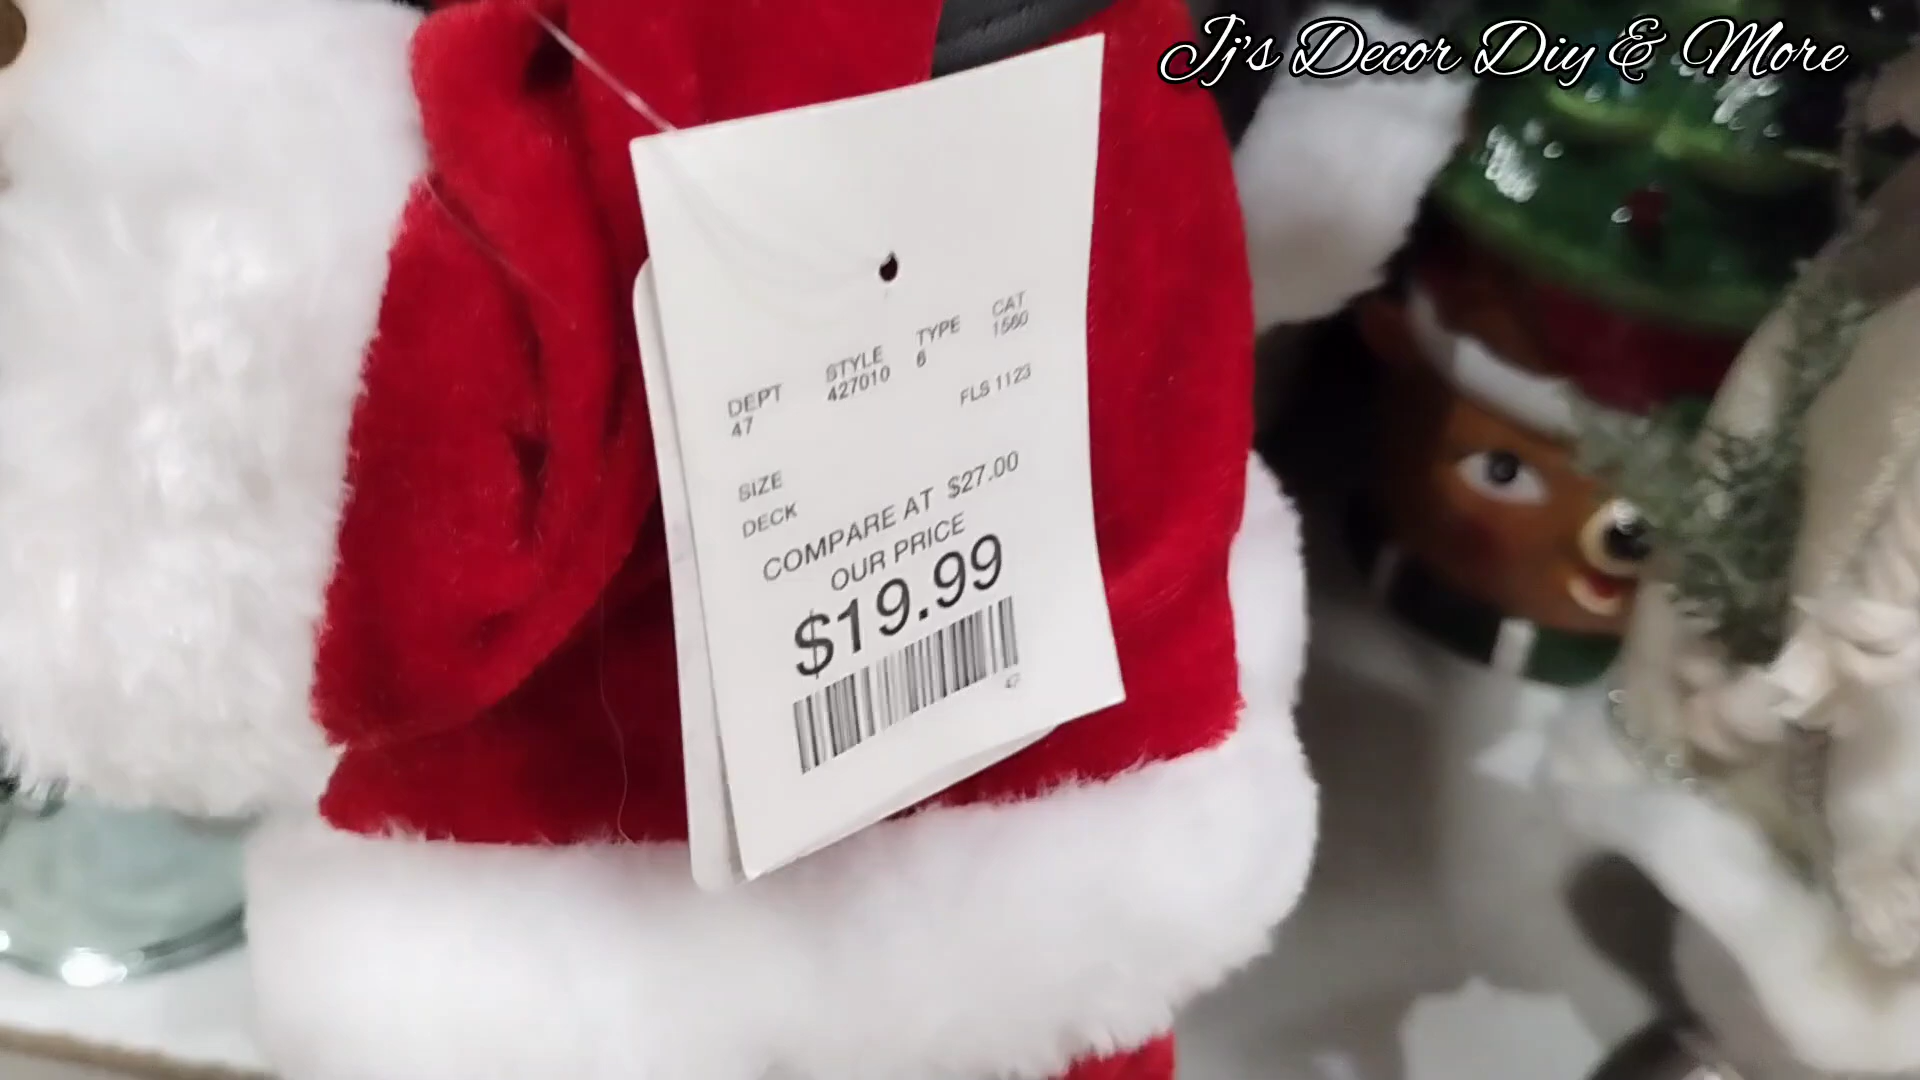 Jj's Decor Diy & More
DEPT STYLE TYPE CAT
47 427010 6 1560
FLS 1123
SIZE
DECK
COMPARE AT $27.00
OUR PRICE
$19.99